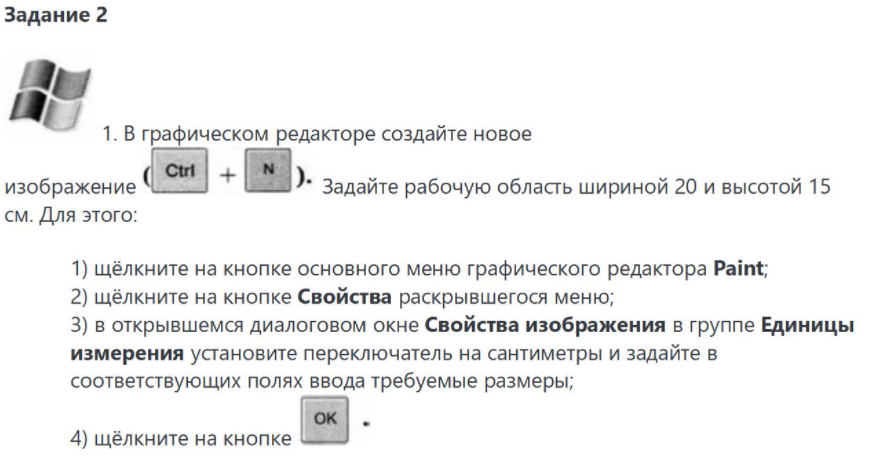 Задание 2
1. В графическом редакторе создайте новое
изображение (Ctrl + N). Задайте рабочую область шириной 20 и высотой 15
см. Для этого:
1) щёлкните на кнопке основного меню графического редактора Paint;
2) щёлкните на кнопке Свойства раскрывшегося меню;
3) в открывшемся диалоговом окне Свойства изображения в группе Единицы
измерения установите переключатель на сантиметры и задайте в
соответствующих полях ввода требуемые размеры;
4) щёлкните на кнопке OK .